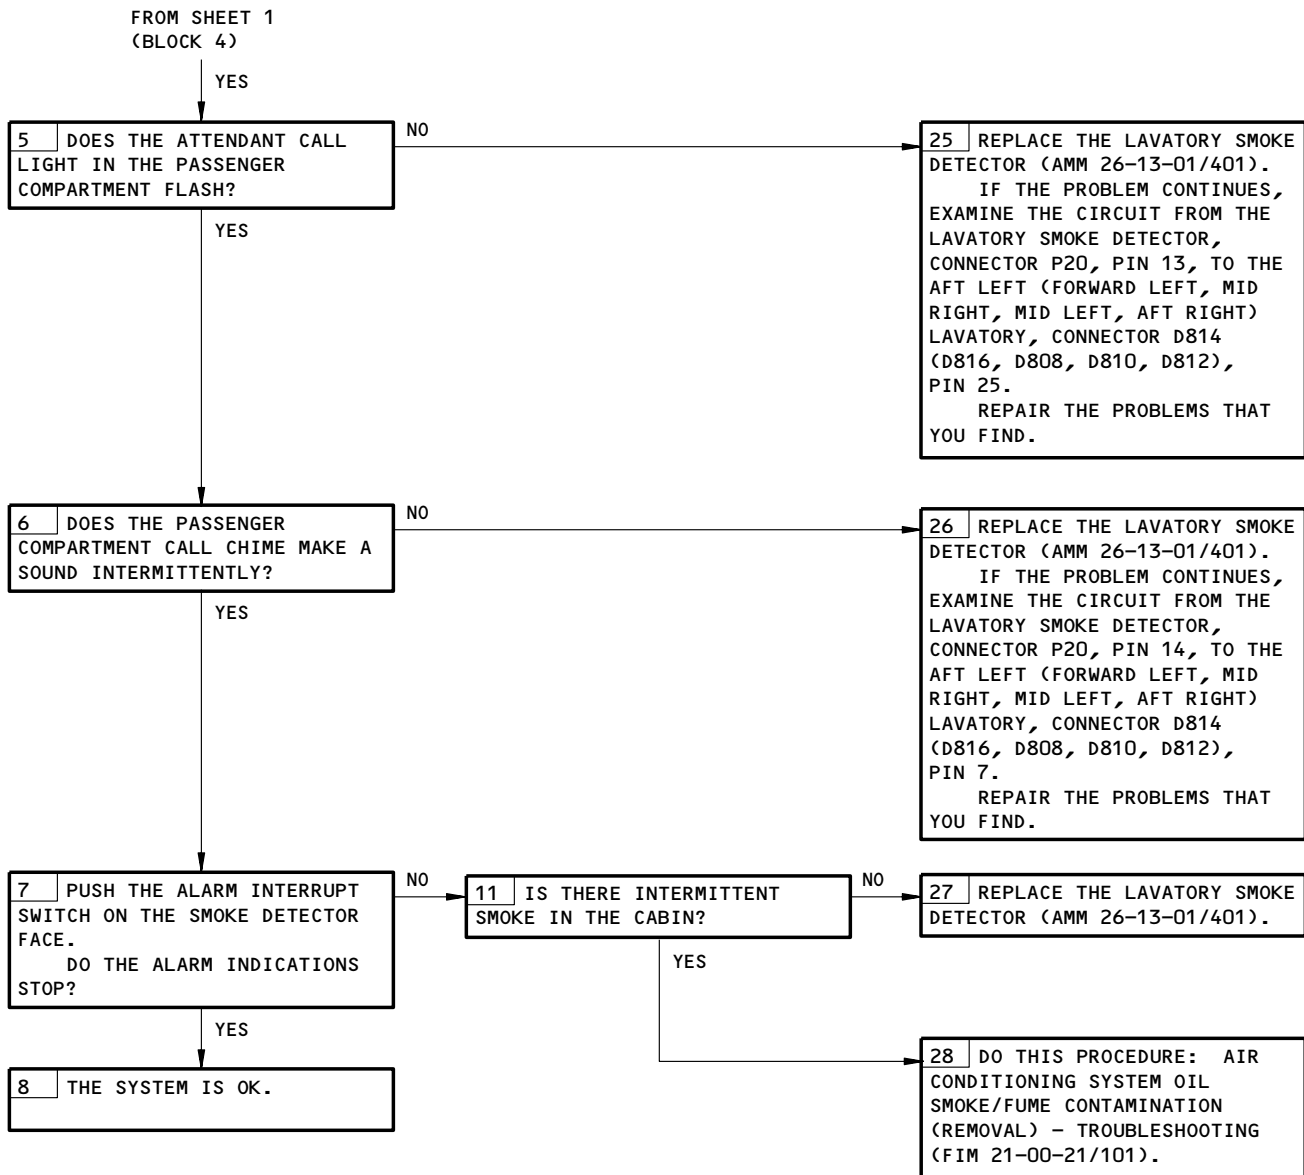 FROM SHEET 1
(BLOCK 4)
YES
5 DOES THE ATTENDANT CALL
LIGHT IN THE PASSENGER
COMPARTMENT FLASH?
NO
25 REPLACE THE LAVATORY SMOKE
DETECTOR (AMM 26-13-01/401).
IF THE PROBLEM CONTINUES,
EXAMINE THE CIRCUIT FROM THE
LAVATORY SMOKE DETECTOR,
CONNECTOR P20, PIN 13, TO THE
AFT LEFT (FORWARD LEFT, MID
RIGHT, MID LEFT, AFT RIGHT)
LAVATORY, CONNECTOR D814
(D816, D808, D810, D812),
PIN 25.
REPAIR THE PROBLEMS THAT
YOU FIND.
YES
6 DOES THE PASSENGER
COMPARTMENT CALL CHIME MAKE A
SOUND INTERMITTENTLY?
NO
26 REPLACE THE LAVATORY SMOKE
DETECTOR (AMM 26-13-01/401).
IF THE PROBLEM CONTINUES,
EXAMINE THE CIRCUIT FROM THE
LAVATORY SMOKE DETECTOR,
CONNECTOR P20, PIN 14, TO THE
AFT LEFT (FORWARD LEFT, MID
RIGHT, MID LEFT, AFT RIGHT)
LAVATORY, CONNECTOR D814
(D816, D808, D810, D812),
PIN 7.
REPAIR THE PROBLEMS THAT
YOU FIND.
YES
7 PUSH THE ALARM INTERRUPT
SWITCH ON THE SMOKE DETECTOR
FACE.
DO THE ALARM INDICATIONS
STOP?
NO
11 IS THERE INTERMITTENT
SMOKE IN THE CABIN?
NO
27 REPLACE THE LAVATORY SMOKE
DETECTOR (AMM 26-13-01/401).
YES
28 DO THIS PROCEDURE: AIR
CONDITIONING SYSTEM OIL
SMOKE/FUME CONTAMINATION
(REMOVAL) - TROUBLESHOOTING
(FIM 21-00-21/101).
YES
8 THE SYSTEM IS OK.